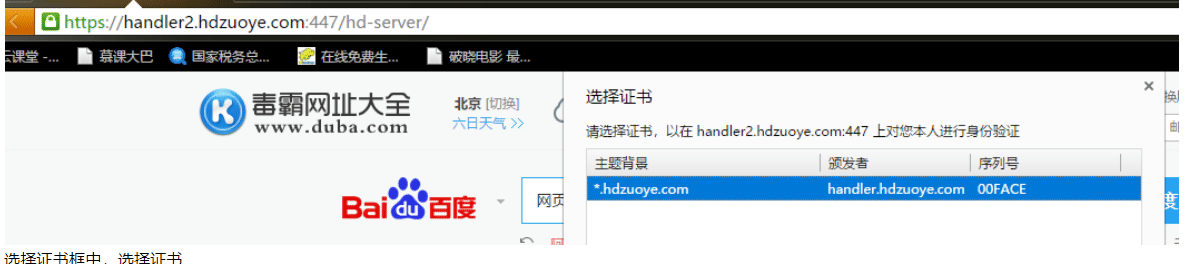 https://handler2.hdzuoye.com:447/hd-server/
云课堂 -... 慕课大巴 国家税务总... 在线免费生... 破晓电影 最...
毒霸网址大全
www.duba.com
北京 [切换]
六日天气 >>
Bai du 百度
网页
选择证书
请选择证书，以在 handler2.hdzuoye.com:447 上对您本人进行身份验证
主题背景 颁发者 序列号
*.hdzuoye.com handler.hdzuoye.com 00FACE
换
度
选择证书框中，选择证书